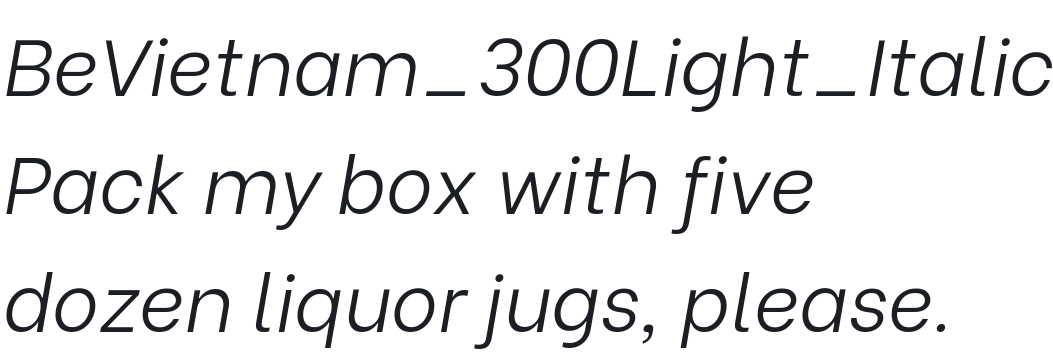 BeVietnam_300Light_Italic
Pack my box with five
dozen liquor jugs, please.